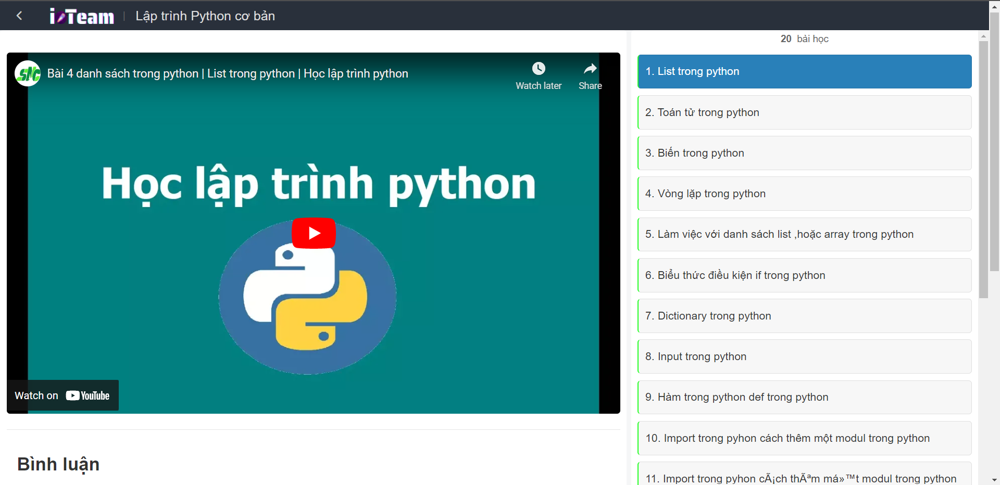 i Team | Lập trình Python cơ bản
SNC Bài 4 danh sách trong python | List trong python | Học lập trình python
Watch later
Share
Học lập trình python
Watch on YouTube
Bình luận
20 bài học
1. List trong python
2. Toán tử trong python
3. Biến trong python
4. Vòng lặp trong python
5. Làm việc với danh sách list ,hoặc array trong python
6. Biểu thức điều kiện if trong python
7. Dictionary trong python
8. Input trong python
9. Hàm trong python def trong python
10. Import trong pyhon cách thêm một modul trong python
11. Import trong pyhon cÃ¡ch thÃªm má»™t modul trong python